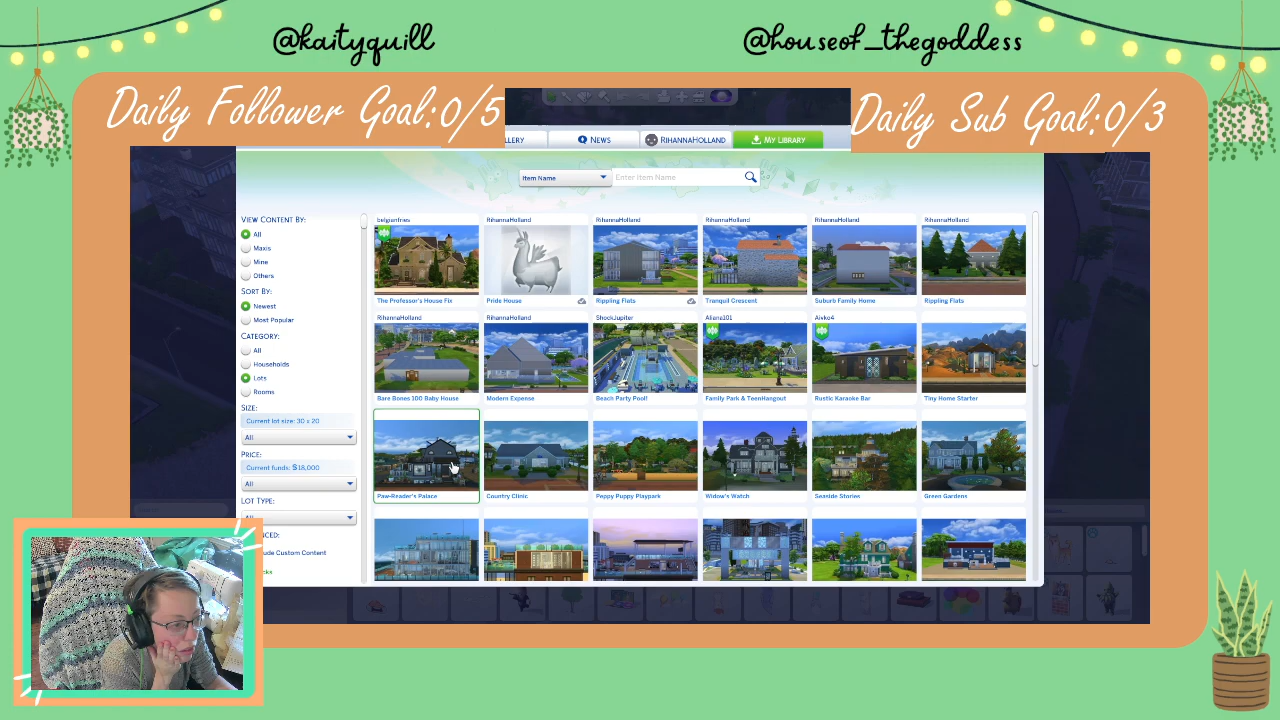 @kaityquill
@houseof_thegoddess
Daily Follower Goal:0/5
Daily Sub Goal:0/3
News
RihannaHolland
My Library
Item Name
Enter Item Name
View Content By:
All
Maxis
Mine
Others
Sort By:
Newest
Most Popular
Category:
All
Households
Lots
Rooms
Size:
Current lot size: 30 x 20
All
Price:
Current funds: $18,000
All
Lot Type:
belgianfries
RihannaHolland
RihannaHolland
RihannaHolland
RihannaHolland
RihannaHolland
The Professor's House Fix
Pride House
Rippling Flats
Tranquil Crescent
Suburb Family Home
Rippling Flats
RihannaHolland
RihannaHolland
ShockJupiter
Allana101
Aivko4
Bare Bones 100 Baby House
Modern Expense
Beach Party Pool!
Family Park & TeenHangout
Rustic Karaoke Bar
Tiny Home Starter
Paw-Reader's Palace
Country Clinic
Peppy Puppy Playpark
Widow's Watch
Seaside Stories
Green Gardens
Custom Content